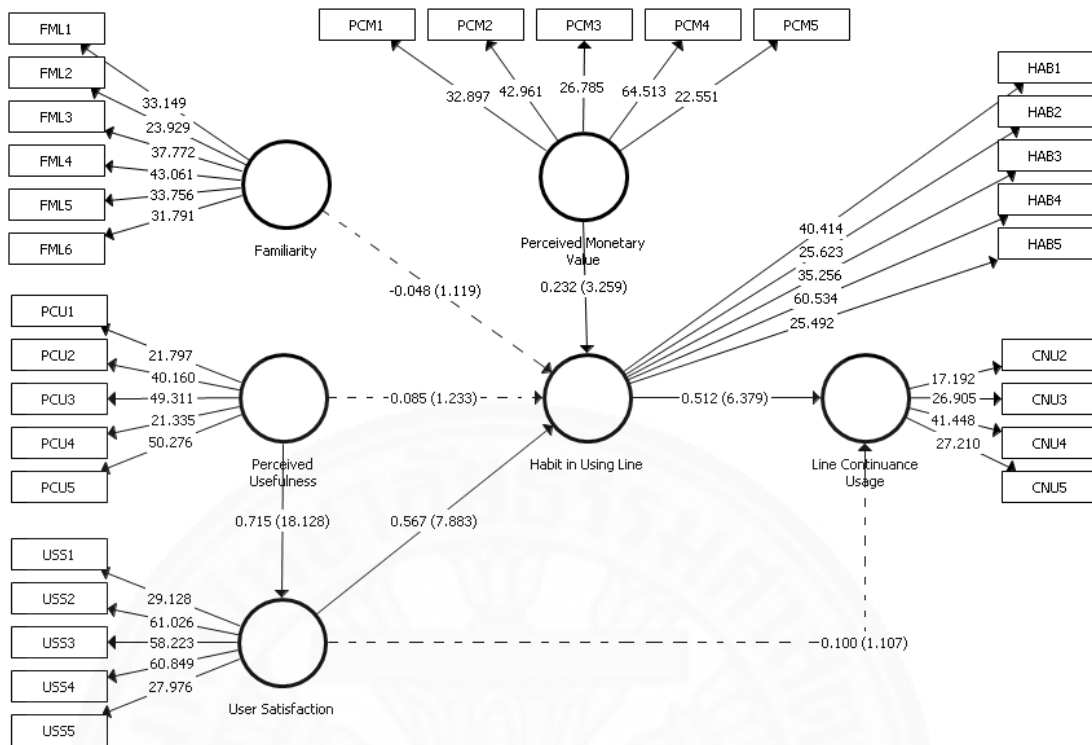 FML1
FML2
FML3
FML4
FML5
FML6
33.149
23.929
37.772
43.061
33.756
31.791
Familiarity
PCM1
PCM2
PCM3
PCM4
PCM5
32.897
42.961
26.785
64.513
22.551
Perceived Monetary
Value
HAB1
HAB2
HAB3
HAB4
HAB5
40.414
25.623
35.256
60.534
25.492
-0.048 (1.119)
0.232 (3.259)
PCU1
PCU2
PCU3
PCU4
PCU5
21.797
40.160
49.311
21.335
50.276
Perceived
Usefulness
0.085 (1.233)
Habit in Using Line
0.512 (6.379)
Line Continuance
Usage
17.192
26.905
41.448
27.210
CNU2
CNU3
CNU4
CNU5
0.715 (18.128)
0.567 (7.883)
USS1
USS2
USS3
USS4
USS5
29.128
61.026
58.223
60.849
27.976
User Satisfaction
0.100 (1.107)